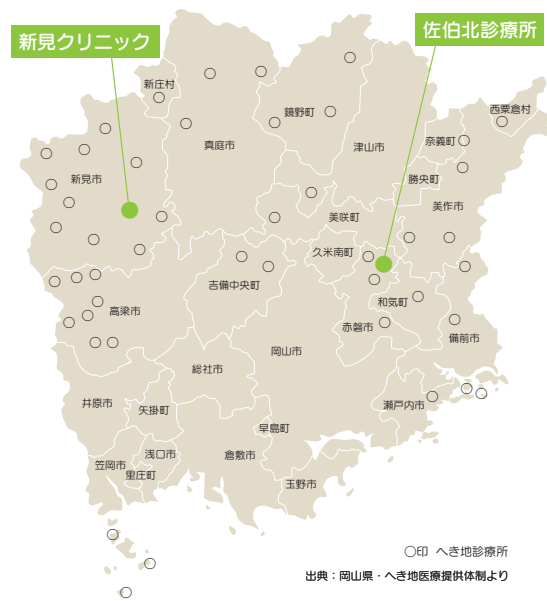 佐伯北診療所
新見クリニック
新庄村
西粟倉村
鏡野町
奈義町
真庭市
津山市
勝央町
新見市
美作市
美咲町
久米南町
吉備中央町
和気町
高梁市
赤磐市
備前市
岡山市
総社市
井原市
矢掛町
瀬戸内市
早島町
浅口市
倉敷市
笠岡市
里庄町
玉野市
○印 へき地診療所
出典：岡山県・へき地医療提供体制より